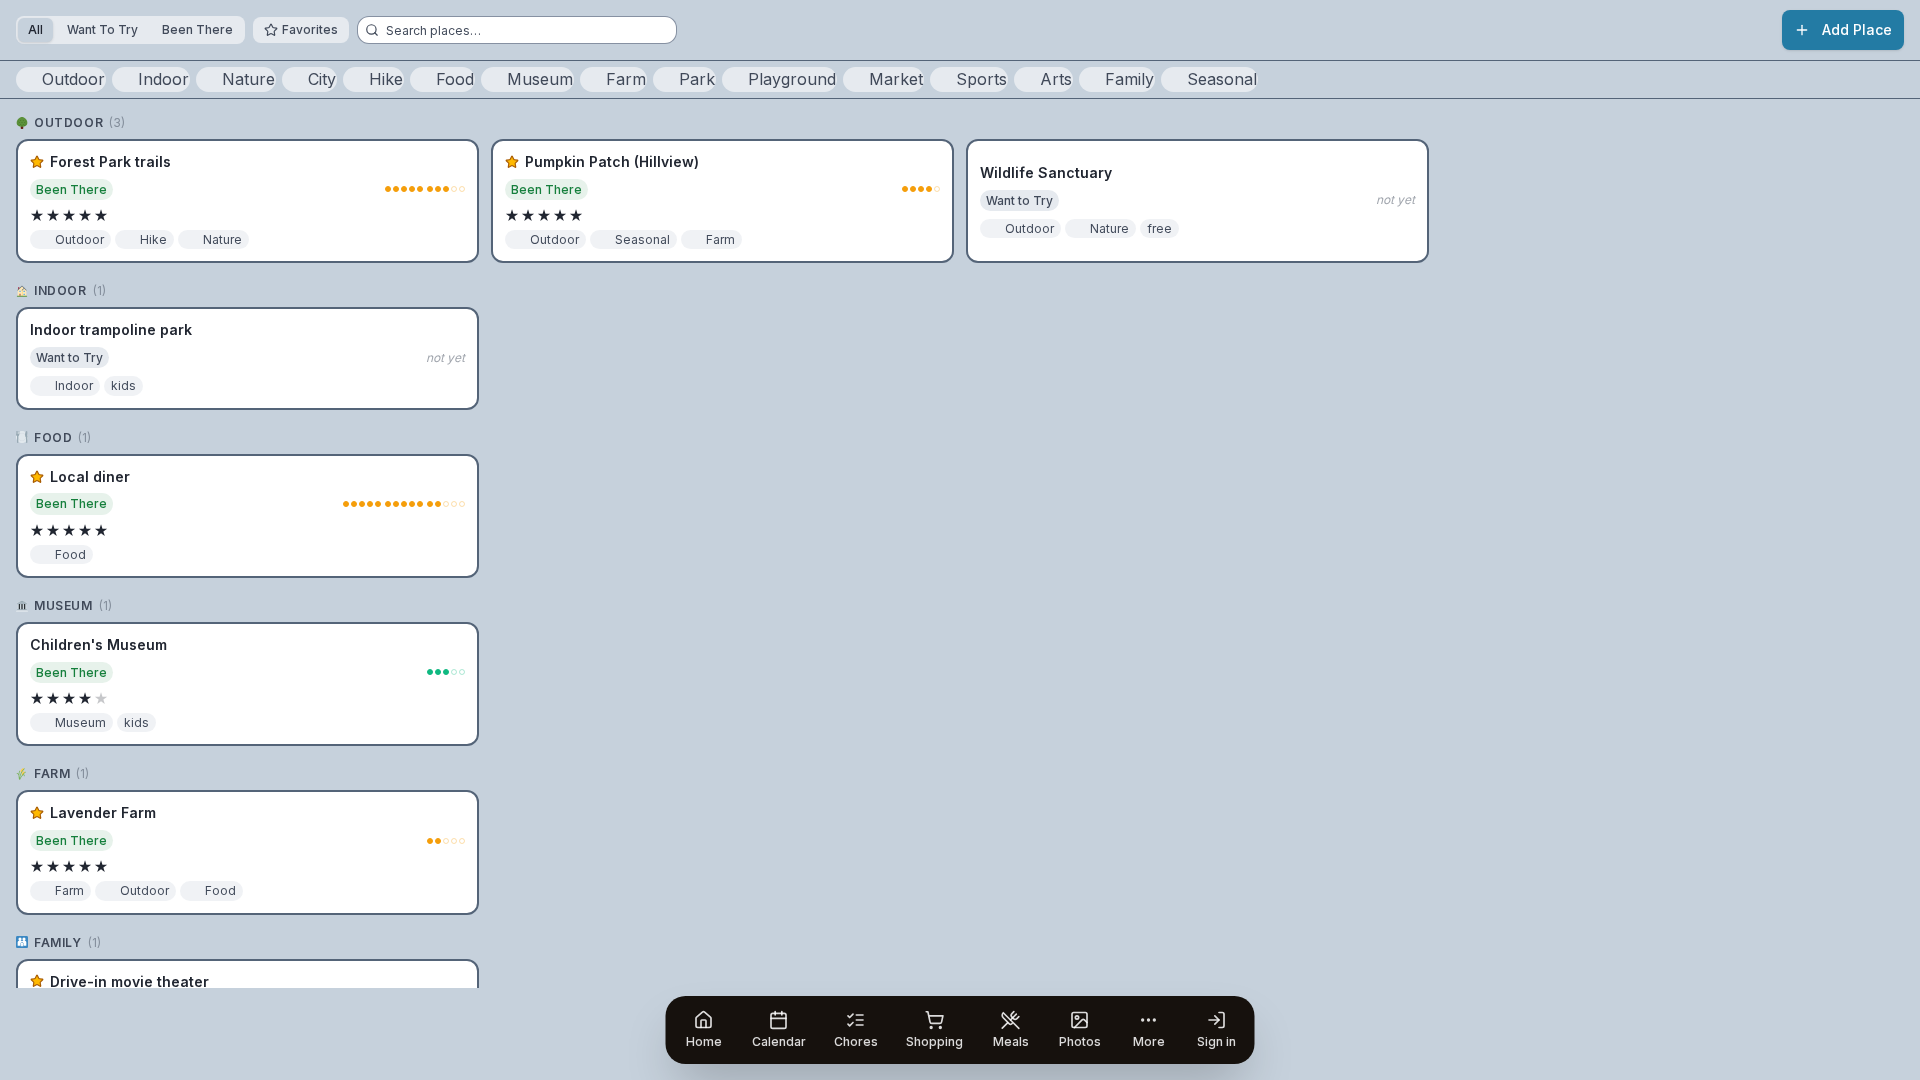 All Want To Try Been There Favorites Search places... Add Place
Outdoor Indoor Nature City Hike Food Museum Farm Park Playground Market Sports Arts Family Seasonal
OUTDOOR (3)
Forest Park trails
Been There
Outdoor Hike Nature
Pumpkin Patch (Hillview)
Been There
Outdoor Seasonal Farm
Wildlife Sanctuary
Want to Try not yet
Outdoor Nature free
INDOOR (1)
Indoor trampoline park
Want to Try not yet
Indoor kids
FOOD (1)
Local diner
Been There
Food
MUSEUM (1)
Children's Museum
Been There
Museum kids
FARM (1)
Lavender Farm
Been There
Farm Outdoor Food
FAMILY (1)
Drive-in movie theater
Home Calendar Chores Shopping Meals Photos More Sign in